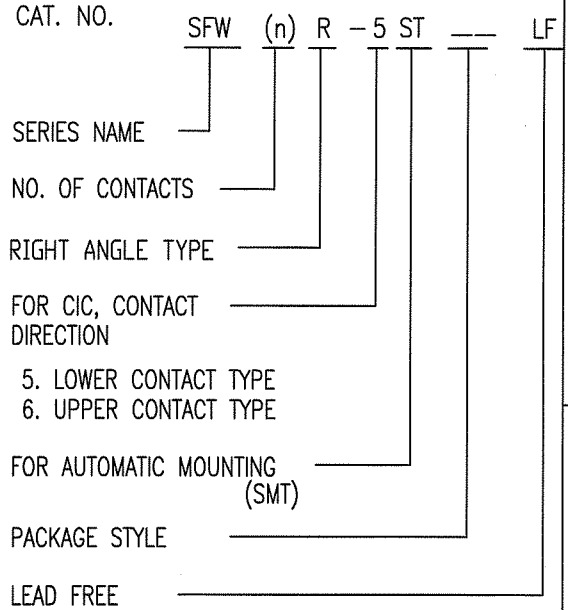 CAT. NO. SFW (n) R - 5 ST __ LF
SERIES NAME
NO. OF CONTACTS
RIGHT ANGLE TYPE
FOR CIC, CONTACT
DIRECTION
5. LOWER CONTACT TYPE
6. UPPER CONTACT TYPE
FOR AUTOMATIC MOUNTING
(SMT)
PACKAGE STYLE
LEAD FREE